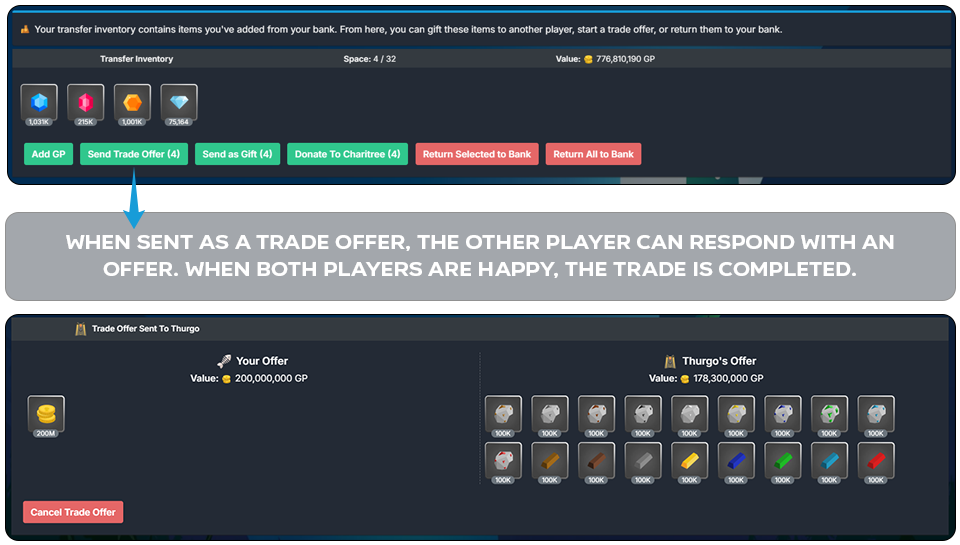 Your transfer inventory contains items you've added from your bank. From here, you can gift these items to another player, start a trade offer, or return them to your bank.
Transfer Inventory Space: 4 / 32 Value: 776,810,190 GP
1,031K 215K 1,001K 75,164
Add GP Send Trade Offer (4) Send as Gift (4) Donate To Charitree (4) Return Selected to Bank Return All to Bank
WHEN SENT AS A TRADE OFFER, THE OTHER PLAYER CAN RESPOND WITH AN
OFFER. WHEN BOTH PLAYERS ARE HAPPY, THE TRADE IS COMPLETED.
Trade Offer Sent To Thurgo
Your Offer
Value: 200,000,000 GP
200M
Thurgo's Offer
Value: 178,300,000 GP
100K 100K 100K 100K 100K 100K 100K 100K 100K
100K 100K 100K 100K 100K 100K 100K 100K 100K
Cancel Trade Offer